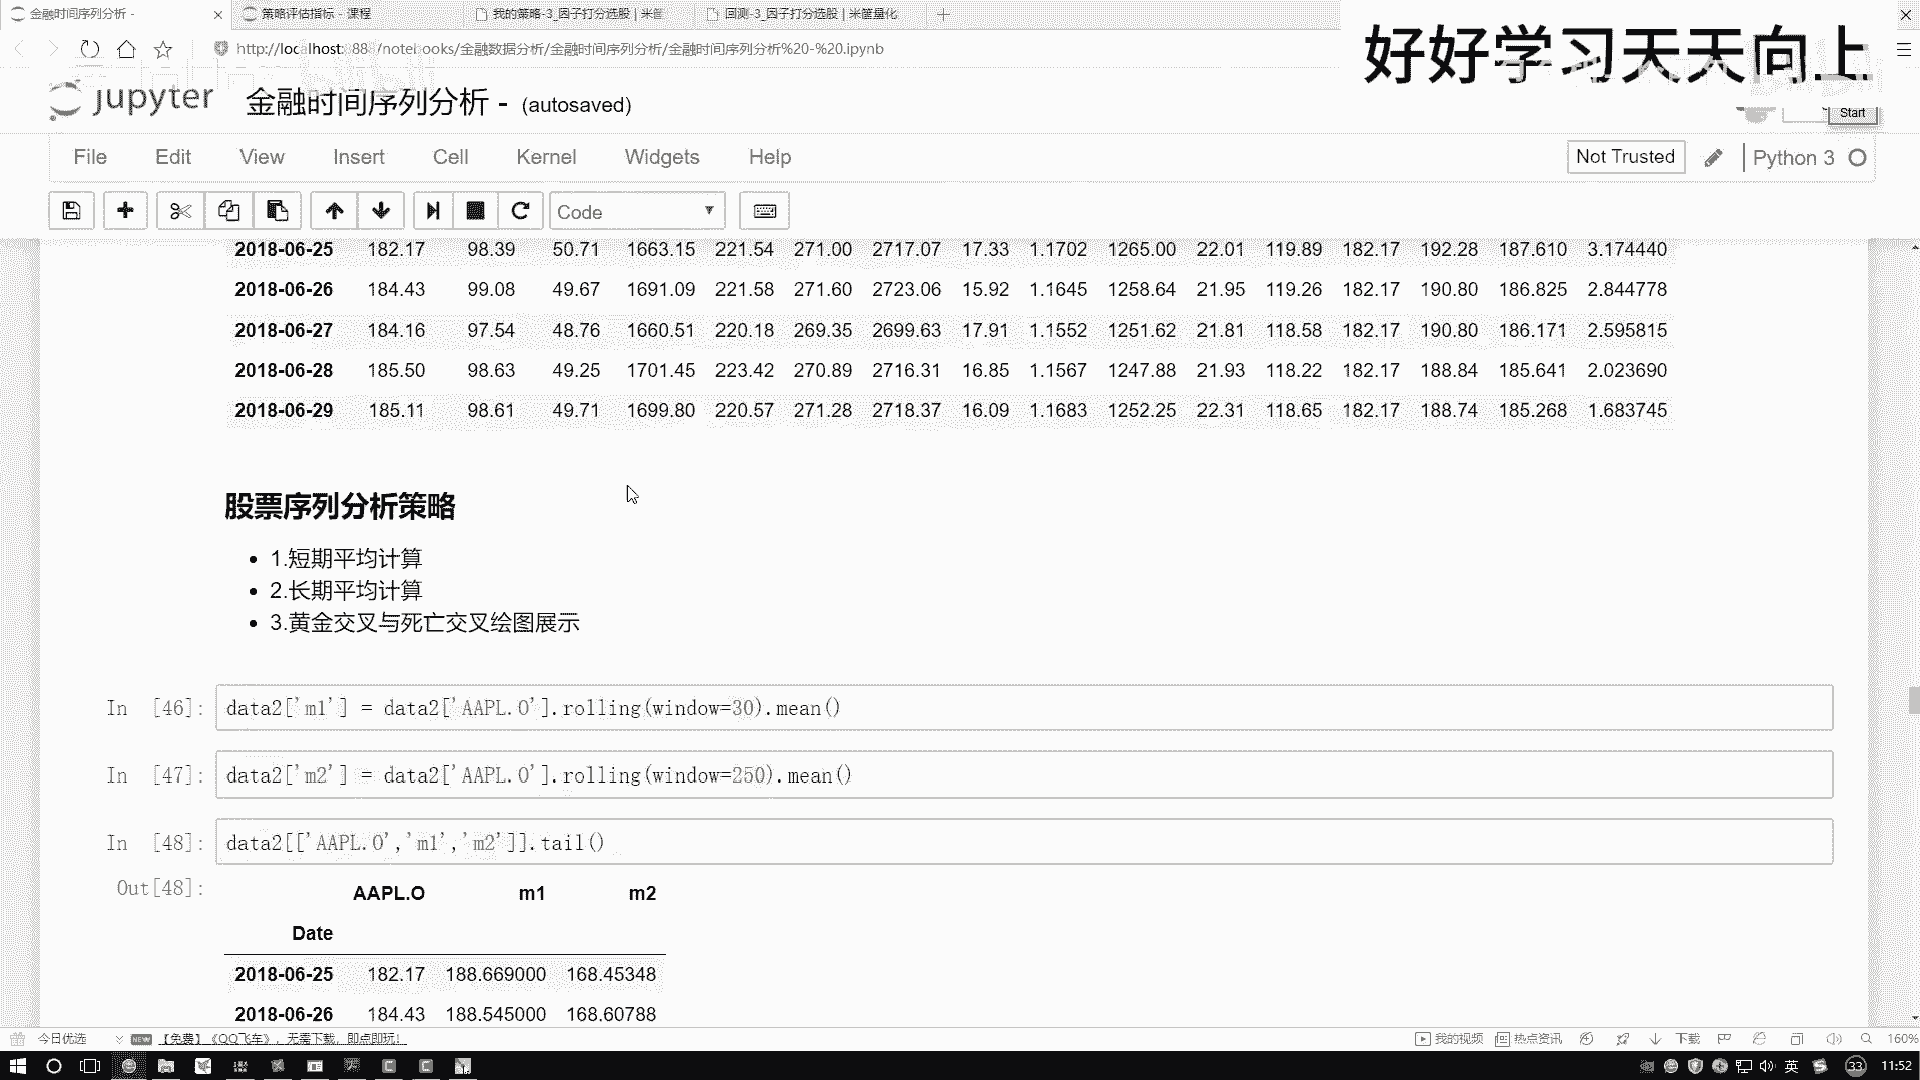 金融时间序列分析 -
策略评估指标 - 课程
我的策略-3_因子打分选股 | 米筐
回测-3_因子打分选股 | 米筐量化
http://localhost:888/notebooks/金融数据分析/金融时间序列分析/金融时间序列分析%20-%20.ipynb
好好学习天天向上
jupyter 金融时间序列分析 - (autosaved)
Start
File Edit View Insert Cell Kernel Widgets Help
Not Trusted Python 3
Code
2018-06-25 182.17 98.39 50.71 1663.15 221.54 271.00 2717.07 17.33 1.1702 1265.00 22.01 119.89 182.17 192.28 187.610 3.174440
2018-06-26 184.43 99.08 49.67 1691.09 221.58 271.60 2723.06 15.92 1.1645 1258.64 21.95 119.26 182.17 190.80 186.825 2.844778
2018-06-27 184.16 97.54 48.76 1660.51 220.18 269.35 2699.63 17.91 1.1552 1251.62 21.81 118.58 182.17 190.80 186.171 2.595815
2018-06-28 185.50 98.63 49.25 1701.45 223.42 270.89 2716.31 16.85 1.1567 1247.88 21.93 118.22 182.17 188.84 185.641 2.023690
2018-06-29 185.11 98.61 49.71 1699.80 220.57 271.28 2718.37 16.09 1.1683 1252.25 22.31 118.65 182.17 188.74 185.268 1.683745
股票序列分析策略
1.短期平均计算
2.长期平均计算
3.黄金交叉与死亡交叉绘图展示
In [46]: data2['m1'] = data2['AAPL.O'].rolling(window=30).mean()
In [47]: data2['m2'] = data2['AAPL.O'].rolling(window=250).mean()
In [48]: data2[['AAPL.O','m1','m2']].tail()
Out[48]:
AAPL.O m1 m2
Date
2018-06-25 182.17 188.669000 168.45348
2018-06-26 184.43 188.545000 168.60788
今日优选 NEW 【免费】《QQ飞车》，无需下载，即点即玩！ 我的视频 热点资讯 下载 160%
英 33 11:52